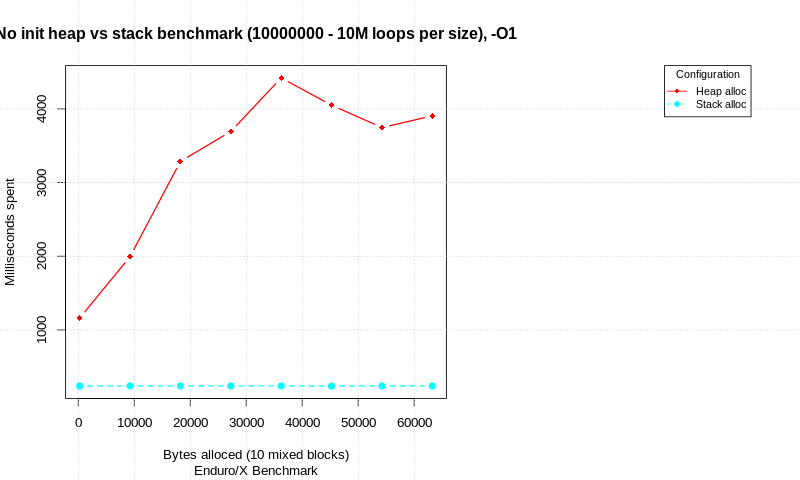 No init heap vs stack benchmark (10000000 - 10M loops per size), -O1
Configuration
Heap alloc
Stack alloc
Milliseconds spent
4000
3000
2000
1000
0 10000 20000 30000 40000 50000 60000
Bytes alloced (10 mixed blocks)
Enduro/X Benchmark